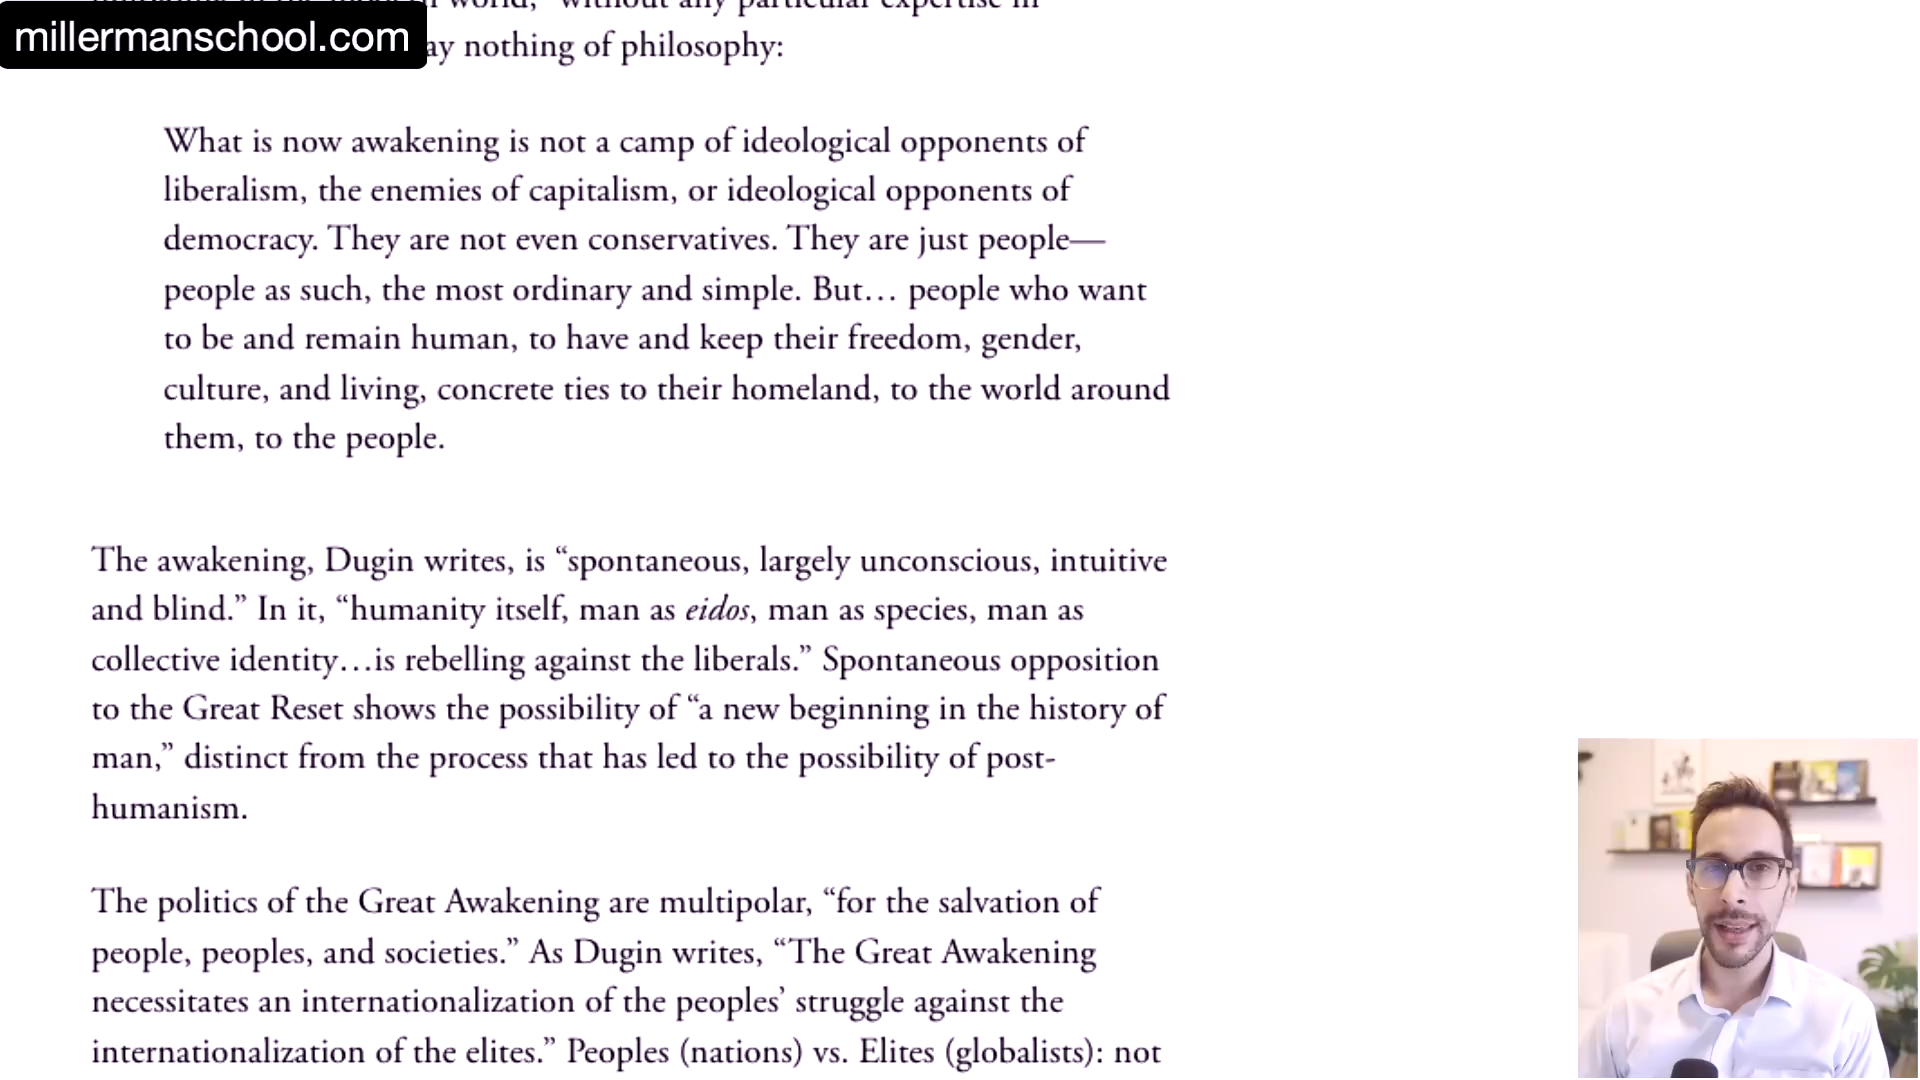 millermanschool.com
world,” without any particular expertise in
ay nothing of philosophy:
What is now awakening is not a camp of ideological opponents of
liberalism, the enemies of capitalism, or ideological opponents of
democracy. They are not even conservatives. They are just people—
people as such, the most ordinary and simple. But… people who want
to be and remain human, to have and keep their freedom, gender,
culture, and living, concrete ties to their homeland, to the world around
them, to the people.
The awakening, Dugin writes, is “spontaneous, largely unconscious, intuitive
and blind.” In it, “humanity itself, man as eidos, man as species, man as
collective identity…is rebelling against the liberals.” Spontaneous opposition
to the Great Reset shows the possibility of “a new beginning in the history of
man,” distinct from the process that has led to the possibility of post-
humanism.
The politics of the Great Awakening are multipolar, “for the salvation of
people, peoples, and societies.” As Dugin writes, “The Great Awakening
necessitates an internationalization of the peoples’ struggle against the
internationalization of the elites.” Peoples (nations) vs. Elites (globalists): not